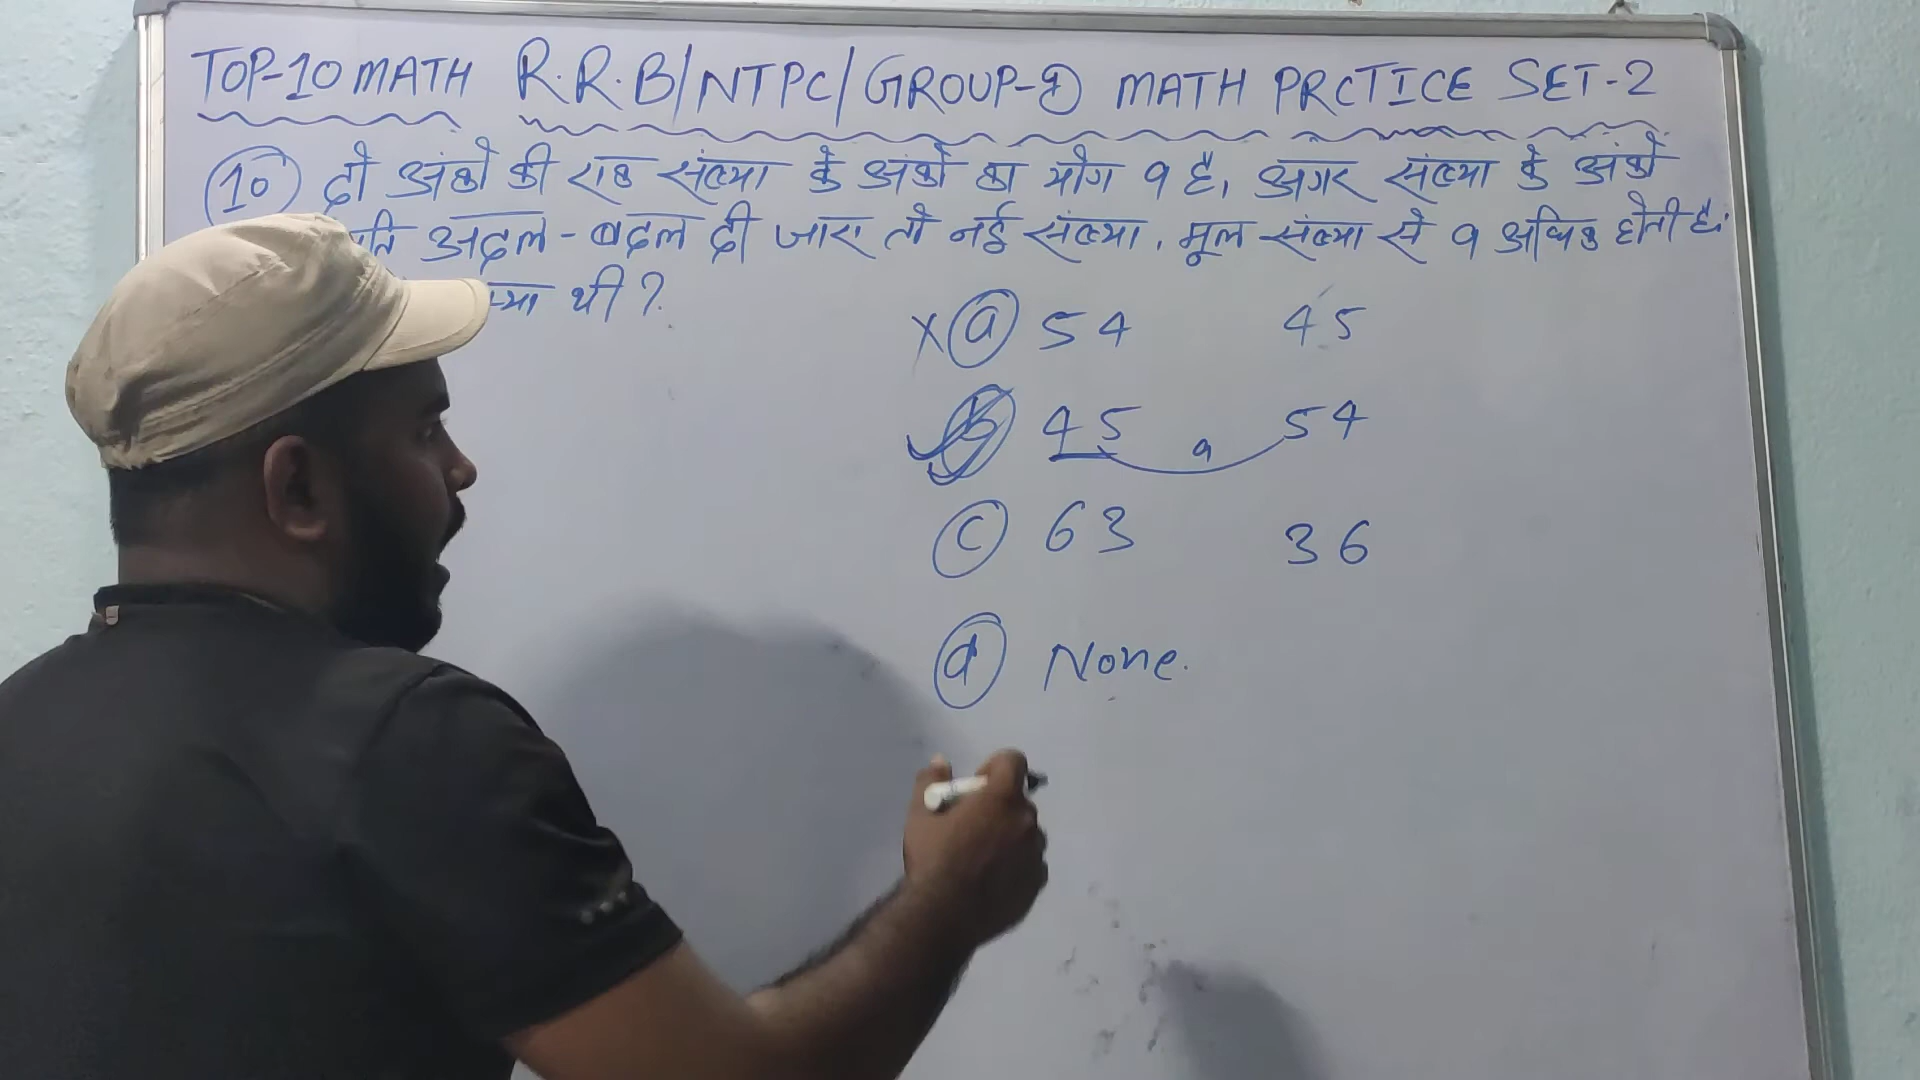 TOP-10 MATH R.R.B/NTPC/GROUP-D MATH PRCTICE SET-2
10 दो अंको की एक संख्या के अंको का योग 9 है, अगर संख्या के अंको
अदल-बदल दी जाए तो नई संख्या, मूल संख्या से 9 अधिक होती है।
थी ?
X a 54 45
b 45 9 54
c 63 36
d None.